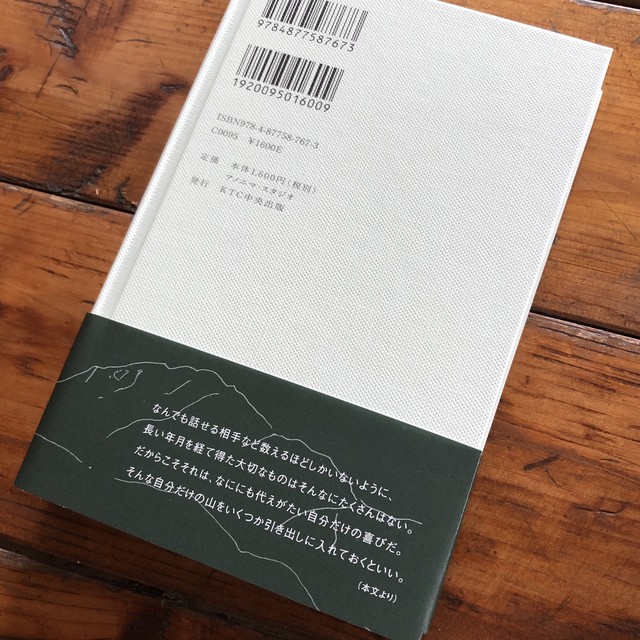 9784877587673
1920095016009
ISBN978-4-87758-767-3
C0095 ¥1600E
定価 本体1,600円(税別)
アノニマ・スタジオ
発行 KTC中央出版
なんでも話せる相手など数えるほどしかいないように、
長い年月を経て得た大切なものはそんなにたくさんはない。
だからこそそれは、なににも代えがたい自分だけの喜びだ。
そんな自分だけの山をいくつか引き出しに入れておくといい。
(本文より)